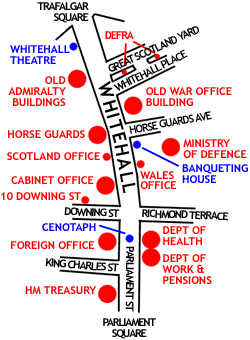 TRAFALGAR
SQUARE
WHITEHALL
THEATRE
DEFRA
GREAT SCOTLAND YARD
WHITEHALL PLACE
OLD
ADMIRALTY
BUILDINGS
WHITEHALL
OLD WAR OFFICE
BUILDING
HORSE GUARDS AVE
HORSE GUARDS
MINISTRY
OF DEFENCE
SCOTLAND OFFICE
BANQUETING
HOUSE
WALES
OFFICE
CABINET OFFICE
10 DOWNING ST
DOWNING ST
RICHMOND TERRACE
CENOTAPH
DEPT OF
HEALTH
FOREIGN OFFICE
PARLIAMENT ST
DEPT OF
WORK &
PENSIONS
KING CHARLES ST
HM TREASURY
PARLIAMENT
SQUARE